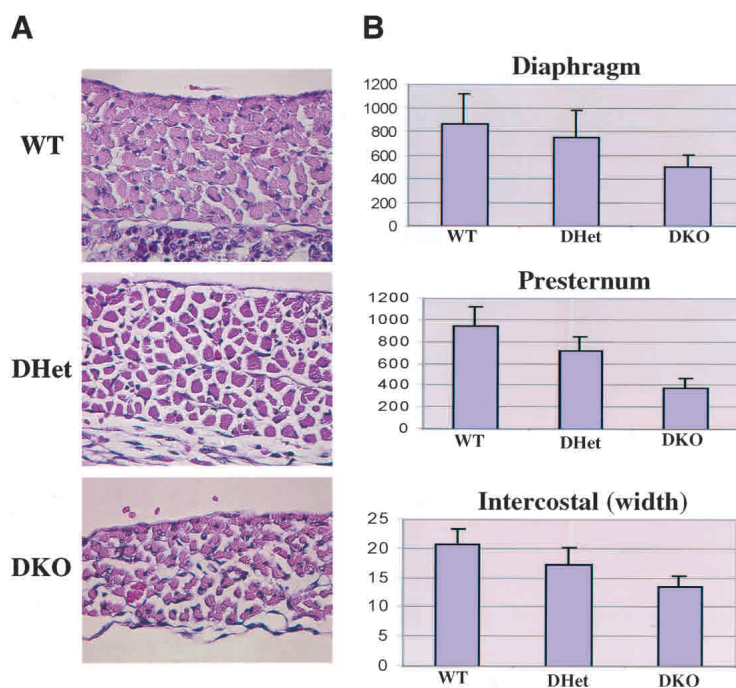 A
WT
DHet
DKO
B
Diaphragm
1200
1000
800
600
400
200
0
WT DHet DKO
Presternum
1200
1000
800
600
400
200
0
WT DHet DKO
Intercostal (width)
25
20
15
10
5
0
WT DHet DKO